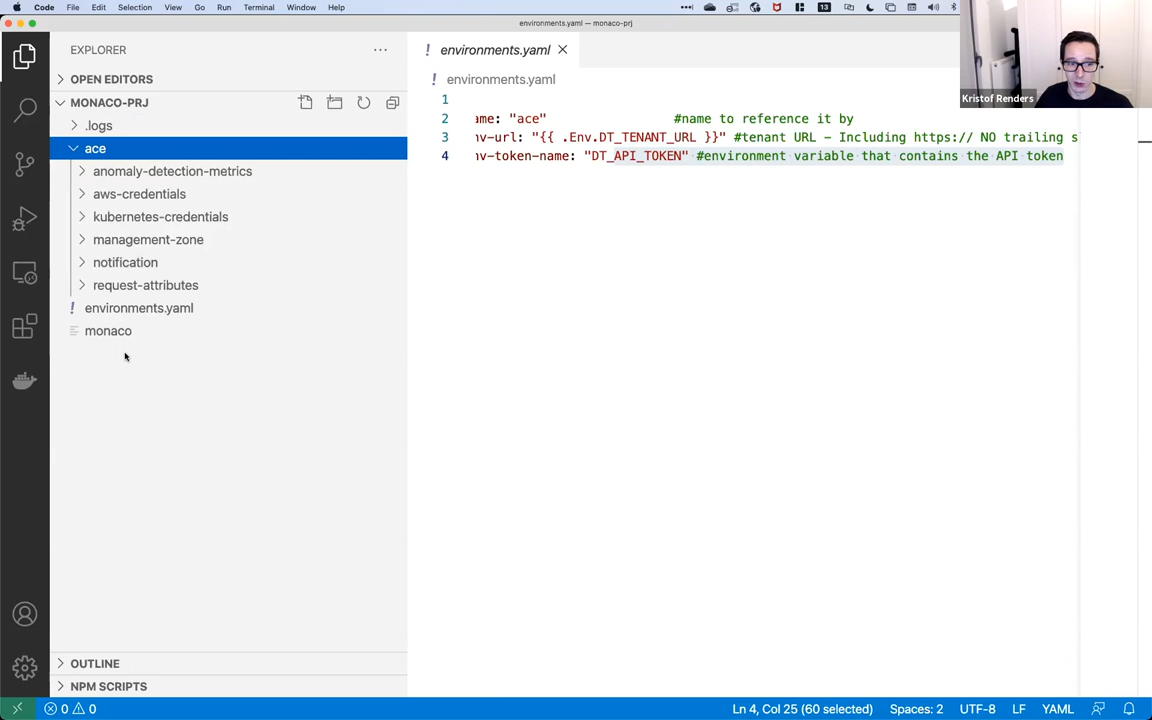 Code File Edit Selection View Go Run Terminal Window Help 13
environments.yaml — monaco-prj
EXPLORER
OPEN EDITORS
MONACO-PRJ
.logs
ace
anomaly-detection-metrics
aws-credentials
kubernetes-credentials
management-zone
notification
request-attributes
environments.yaml
monaco
OUTLINE
NPM SCRIPTS
! environments.yaml
! environments.yaml
1
2 ame: "ace" #name to reference it by
3 nv-url: "{{ .Env.DT_TENANT_URL }}" #tenant URL - Including https:// NO trailing s
4 nv-token-name: "DT_API_TOKEN" #environment variable that contains the API token
Kristof Renders
0 0 Ln 4, Col 25 (60 selected) Spaces: 2 UTF-8 LF YAML